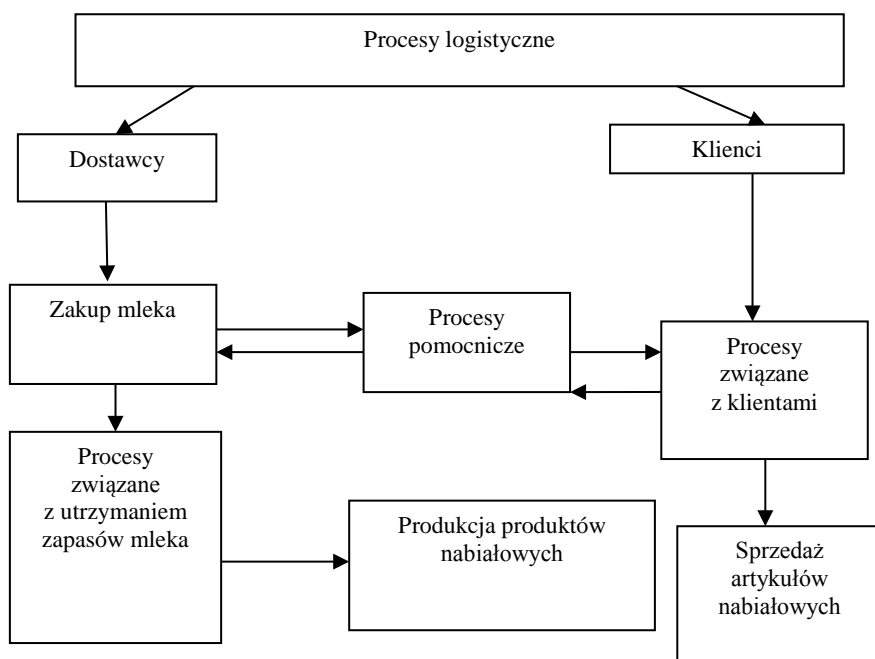 Procesy logistyczne
Dostawcy
Klienci
Zakup mleka
Procesy
pomocnicze
Procesy
związane
z klientami
Procesy
związane
z utrzymaniem
zapasów mleka
Produkcja produktów
nabiałowych
Sprzedaż
artykułów
nabiałowych